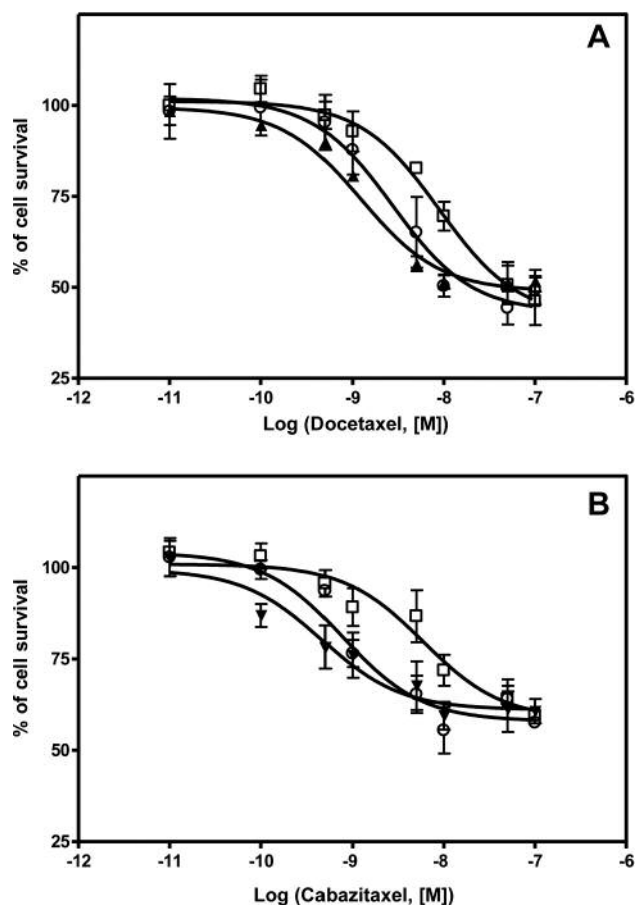 A
% of cell survival
100
75
50
25
-12 -11 -10 -9 -8 -7 -6
Log (Docetaxel, [M])
B
% of cell survival
100
75
50
25
-12 -11 -10 -9 -8 -7 -6
Log (Cabazitaxel, [M])